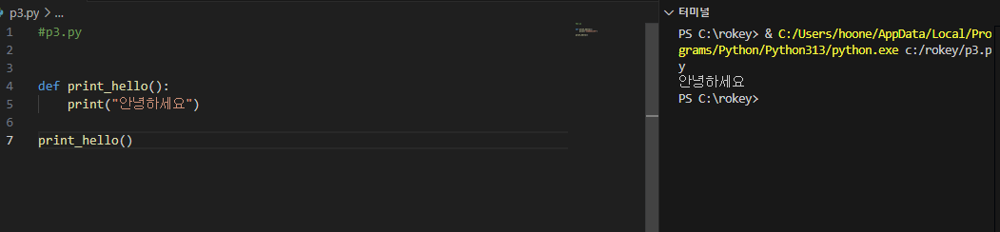 p3.py > ...
1 #p3.py
2
3
4 def print_hello():
5     print("안녕하세요")
6
7 print_hello()
터미널
PS C:\rokey> & C:/Users/hoone/AppData/Local/Pro
grams/Python/Python313/python.exe c:/rokey/p3.p
y
안녕하세요
PS C:\rokey>